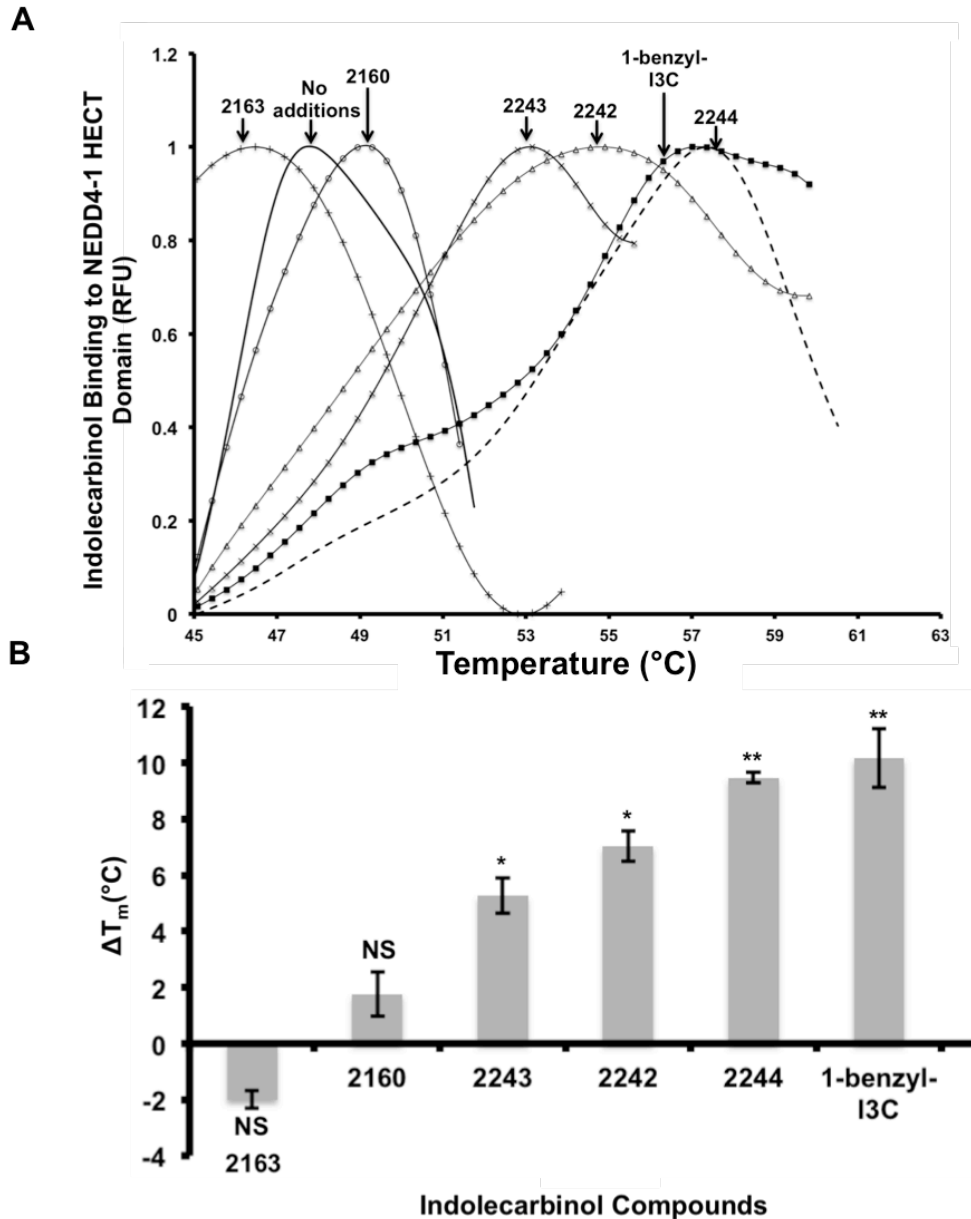 A
Indolecarbinol Binding to NEDD4-1 HECT
Domain (RFU)
1.2
1
0.8
0.6
0.4
0.2
0
2163
No
additions
2160
2243
2242
1-benzyl-
I3C
2244
45
47
49
51
53
55
57
59
61
63
Temperature (°C)
B
ΔTm(°C)
12
10
8
6
4
2
0
-2
-4
NS
2163
NS
2160
*
2243
*
2242
**
2244
**
1-benzyl-
I3C
Indolecarbinol Compounds